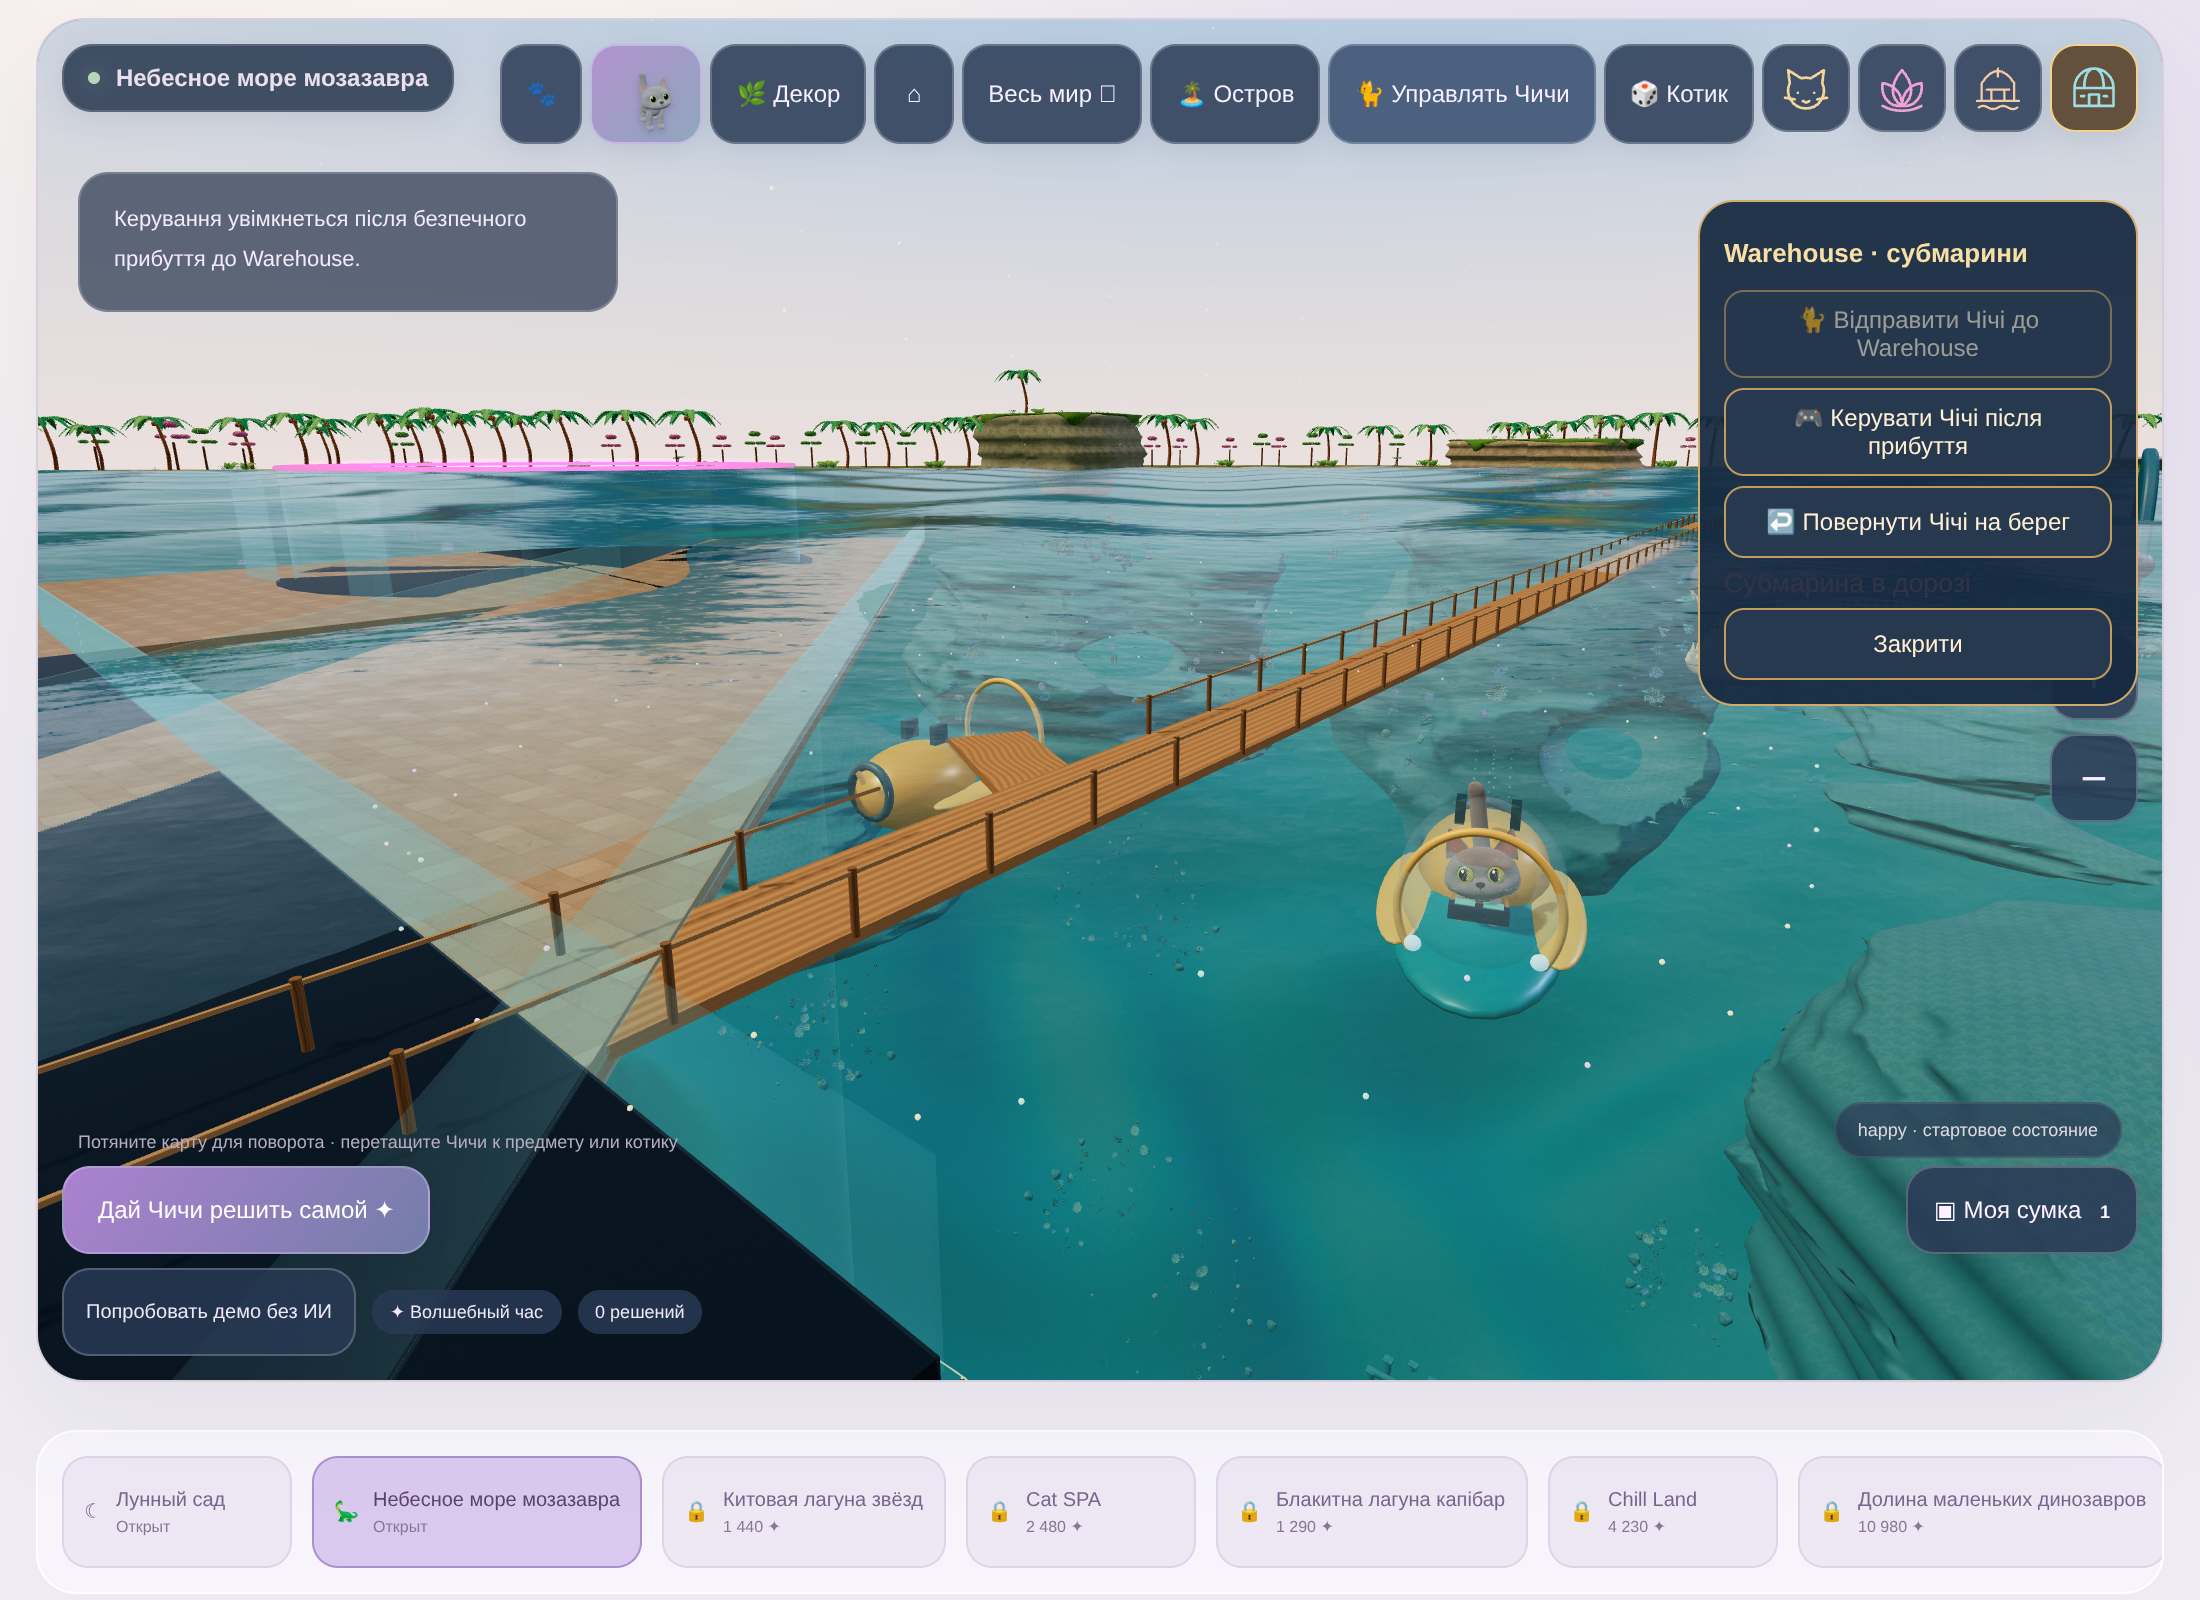 Небесное море мозазавра
🐾
🌿 Декор
⌂
Весь мир
🏝️ Остров
🐈 Управлять Чичи
🎲 Котик
Керування увімкнеться після безпечного
прибуття до Warehouse.
Warehouse · субмарини
🐈 Відправити Чічі до
Warehouse
🎮 Керувати Чічі після
прибуття
↩️ Повернути Чічі на берег
Субмарина в дорозі
Закрити
−
happy · стартовое состояние
▣ Моя сумка 1
Потяните карту для поворота · перетащите Чичи к предмету или котику
Дай Чичи решить самой ✦
Попробовать демо без ИИ
✦ Волшебный час
0 решений
☾ Лунный сад
Открыт
🦕 Небесное море мозазавра
Открыт
🔒 Китовая лагуна звёзд
1 440 ✦
🔒 Cat SPA
2 480 ✦
🔒 Блакитна лагуна капібар
1 290 ✦
🔒 Chill Land
4 230 ✦
🔒 Долина маленьких динозавров
10 980 ✦